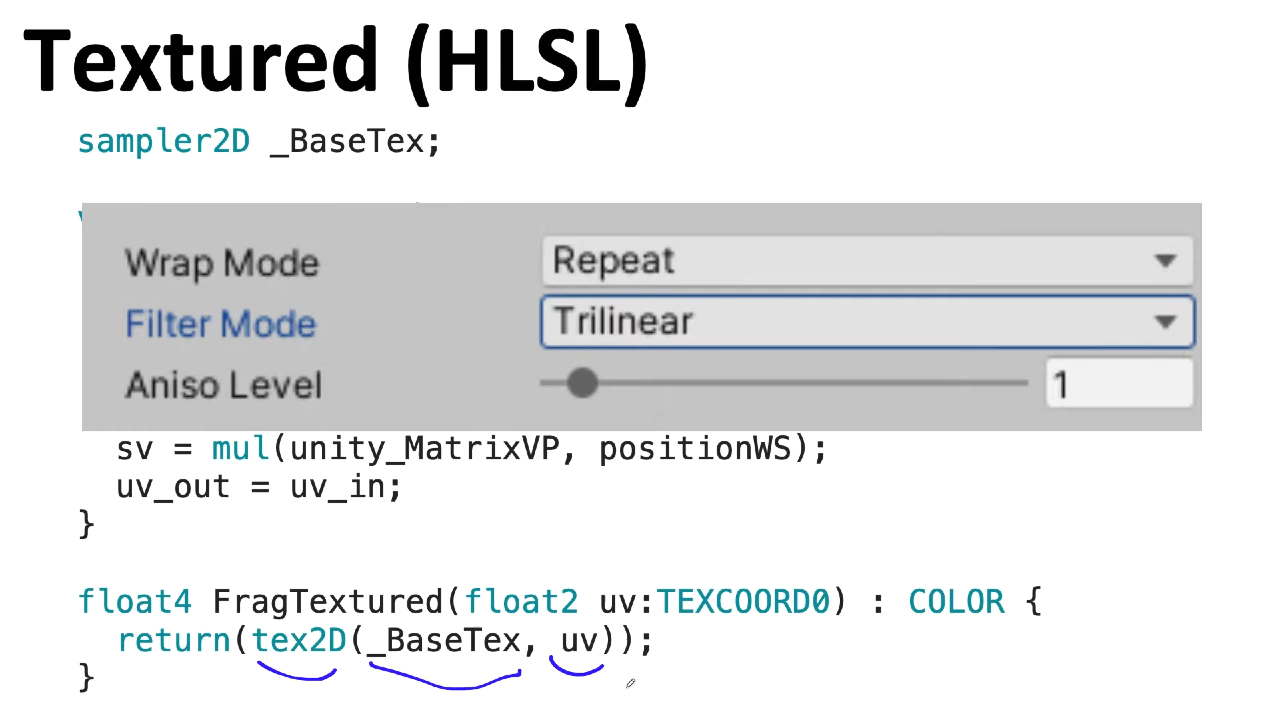 Textured (HLSL)
sampler2D _BaseTex;
Wrap Mode Repeat
Filter Mode Trilinear
Aniso Level 1
sv = mul(unity_MatrixVP, positionWS);
uv_out = uv_in;
}
float4 FragTextured(float2 uv:TEXCOORD0) : COLOR {
return(tex2D(_BaseTex, uv));
}